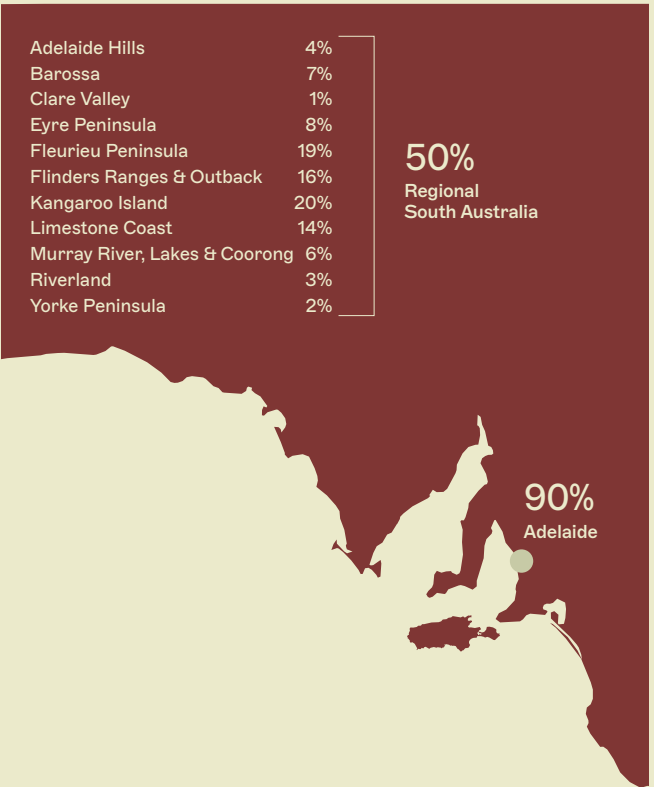 Adelaide Hills 4%
Barossa 7%
Clare Valley 1%
Eyre Peninsula 8%
Fleurieu Peninsula 19%
Flinders Ranges & Outback 16%
Kangaroo Island 20%
Limestone Coast 14%
Murray River, Lakes & Coorong 6%
Riverland 3%
Yorke Peninsula 2%
50%
Regional
South Australia
90%
Adelaide